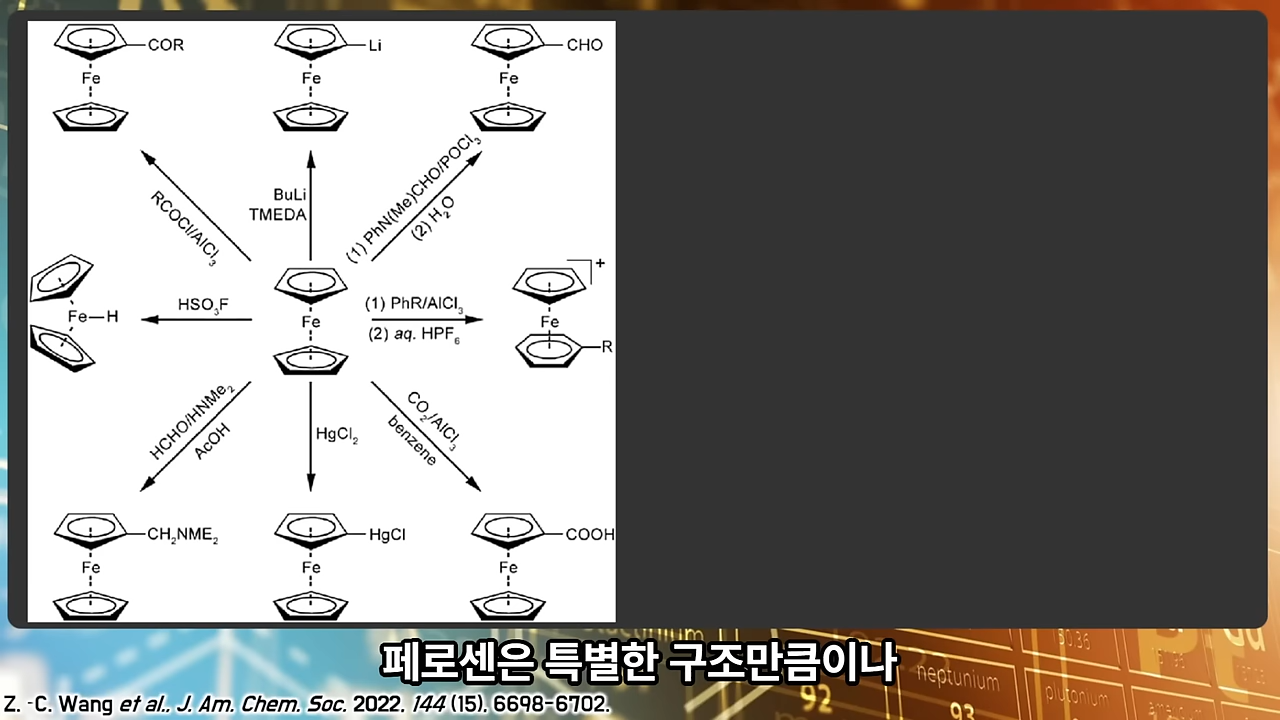 COR
Fe
Li
Fe
CHO
Fe
RCOCl/AlCl₃
BuLi
TMEDA
(1) PhN(Me)CHO/POCl₃
(2) H₂O
Fe—H
HSO₃F
Fe
(1) PhR/AlCl₃
(2) aq. HPF₆
+
Fe
R
HCHO/HNMe₂
AcOH
HgCl₂
CO₂/AlCl₃
benzene
CH₂NME₂
Fe
HgCl
Fe
COOH
Fe
페로센은 특별한 구조만큼이나
neptunium
plutonium
92
93
Z. -C. Wang et al., J. Am. Chem. Soc. 2022, 144 (15), 6698-6702.